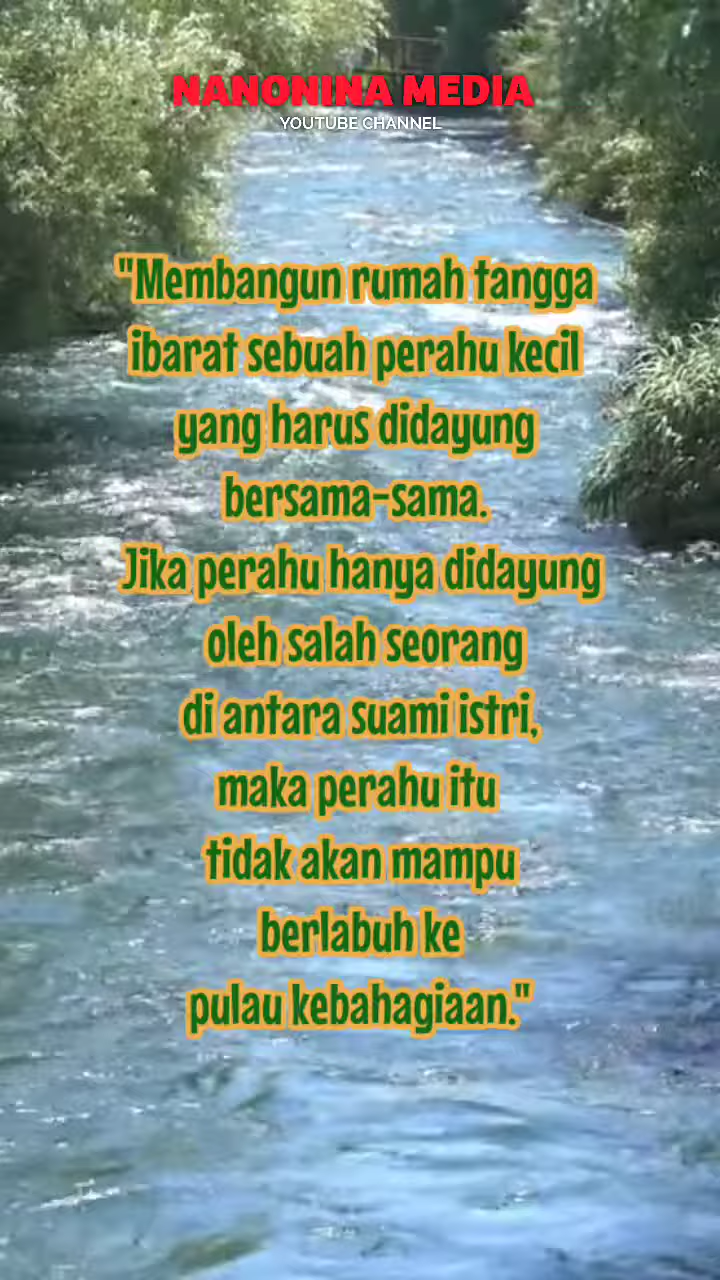 NANONINA MEDIA
YOUTUBE CHANNEL
"Membangun rumah tangga
ibarat sebuah perahu kecil
yang harus didayung
bersama-sama.
Jika perahu hanya didayung
oleh salah seorang
di antara suami istri,
maka perahu itu
tidak akan mampu
berlabuh ke
pulau kebahagiaan."